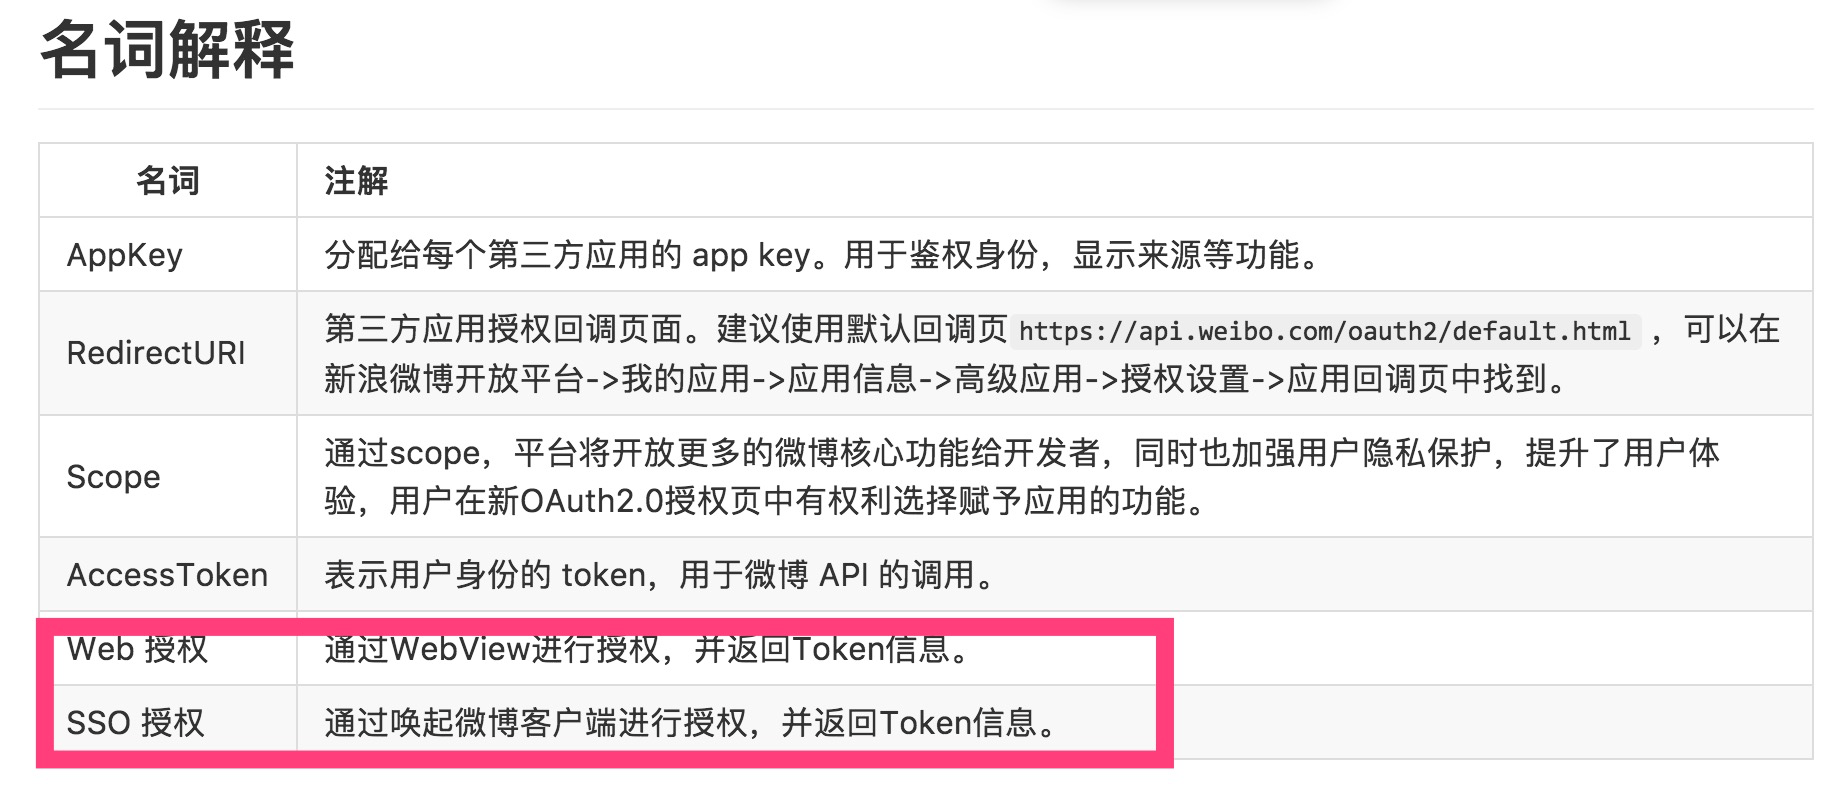 名词解释
名词 注解
AppKey 分配给每个第三方应用的 app key。用于鉴权身份，显示来源等功能。
RedirectURI 第三方应用授权回调页面。建议使用默认回调页 https://api.weibo.com/oauth2/default.html ，可以在
新浪微博开放平台->我的应用->应用信息->高级应用->授权设置->应用回调页中找到。
Scope 通过scope，平台将开放更多的微博核心功能给开发者，同时也加强用户隐私保护，提升了用户体
验，用户在新OAuth2.0授权页中有权利选择赋予应用的功能。
AccessToken 表示用户身份的 token，用于微博 API 的调用。
Web 授权 通过WebView进行授权，并返回Token信息。
SSO 授权 通过唤起微博客户端进行授权，并返回Token信息。